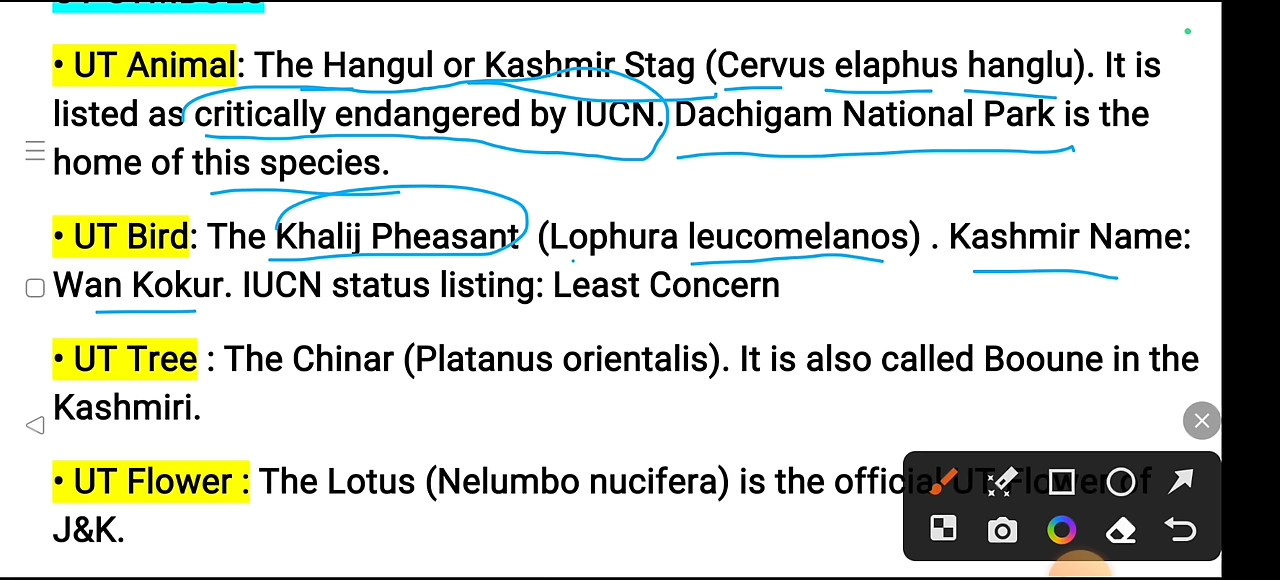 • UT Animal: The Hangul or Kashmir Stag (Cervus elaphus hanglu). It is
listed as critically endangered by IUCN. Dachigam National Park is the
home of this species.
• UT Bird: The Khalij Pheasant (Lophura leucomelanos) . Kashmir Name:
Wan Kokur. IUCN status listing: Least Concern
• UT Tree : The Chinar (Platanus orientalis). It is also called Booune in the
Kashmiri.
• UT Flower : The Lotus (Nelumbo nucifera) is the official UT Flower of
J&K.